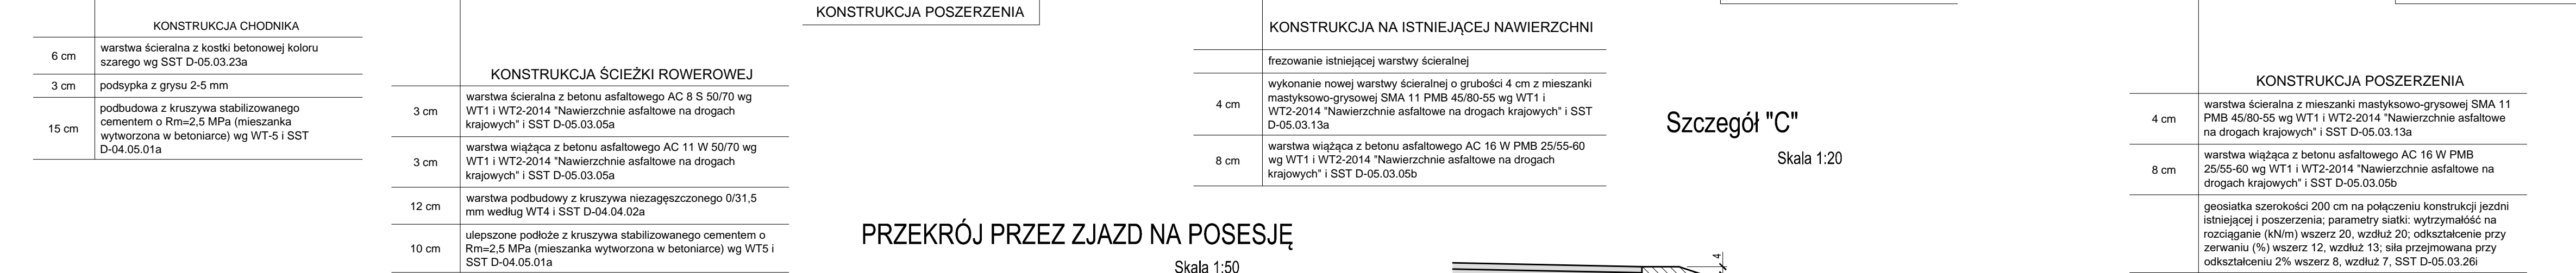 KONSTRUKCJA CHODNIKA
6 cm
warstwa ścieralna z kostki betonowej koloru
szarego wg SST D-05.03.23a
3 cm
podsypka z grysu 2-5 mm
15 cm
podbudowa z kruszywa stabilizowanego
cementem o Rm=2,5 MPa (mieszanka
wytworzona w betoniarce) wg WT-5 i SST
D-04.05.01a
KONSTRUKCJA ŚCIEŻKI ROWEROWEJ
3 cm
warstwa ścieralna z betonu asfaltowego AC 8 S 50/70 wg
WT1 i WT2-2014 "Nawierzchnie asfaltowe na drogach
krajowych" i SST D-05.03.05a
3 cm
warstwa wiążąca z betonu asfaltowego AC 11 W 50/70 wg
WT1 i WT2-2014 "Nawierzchnie asfaltowe na drogach
krajowych" i SST D-05.03.05a
12 cm
warstwa podbudowy z kruszywa niezagęszczonego 0/31,5
mm według WT4 i SST D-04.04.02a
10 cm
ulepszone podłoże z kruszywa stabilizowanego cementem o
Rm=2,5 MPa (mieszanka wytworzona w betoniarce) wg WT5 i
SST D-04.05.01a
KONSTRUKCJA POSZERZENIA
PRZEKRÓJ PRZEZ ZJAZD NA POSESJĘ
Skala 1:50
KONSTRUKCJA NA ISTNIEJĄCEJ NAWIERZCHNI
frezowanie istniejącej warstwy ścieralnej
4 cm
wykonanie nowej warstwy ścieralnej o grubości 4 cm z mieszanki
mastyksowo-grysowej SMA 11 PMB 45/80-55 wg WT1 i
WT2-2014 "Nawierzchnie asfaltowe na drogach krajowych" i SST
D-05.03.13a
8 cm
warstwa wiążąca z betonu asfaltowego AC 16 W PMB 25/55-60
wg WT1 i WT2-2014 "Nawierzchnie asfaltowe na drogach
krajowych" i SST D-05.03.05b
Szczegół "C"
Skala 1:20
4
KONSTRUKCJA POSZERZENIA
4 cm
warstwa ścieralna z mieszanki mastyksowo-grysowej SMA 11
PMB 45/80-55 wg WT1 i WT2-2014 "Nawierzchnie asfaltowe
na drogach krajowych" i SST D-05.03.13a
8 cm
warstwa wiążąca z betonu asfaltowego AC 16 W PMB
25/55-60 wg WT1 i WT2-2014 "Nawierzchnie asfaltowe na
drogach krajowych" i SST D-05.03.05b
geosiatka szerokości 200 cm na połączeniu konstrukcji jezdni
istniejącej i poszerzenia; parametry siatki: wytrzymałość na
rozciąganie (kN/m) wszerz 20, wzdłuż 20; odkształcenie przy
zerwaniu (%) wszerz 12, wzdłuż 13; siła przejmowana przy
odkształceniu 2% wszerz 8, wzdłuż 7, SST D-05.03.26i